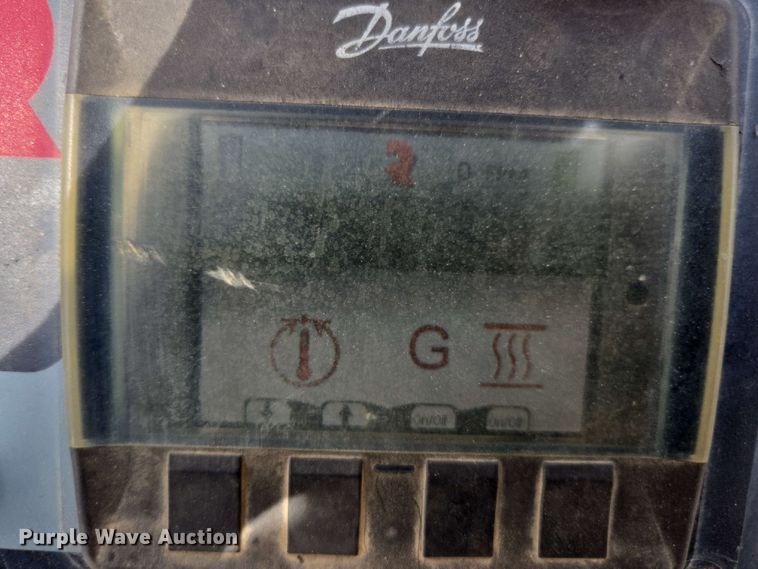 Danfoss
G
On/Off On/Off
Purple Wave Auction